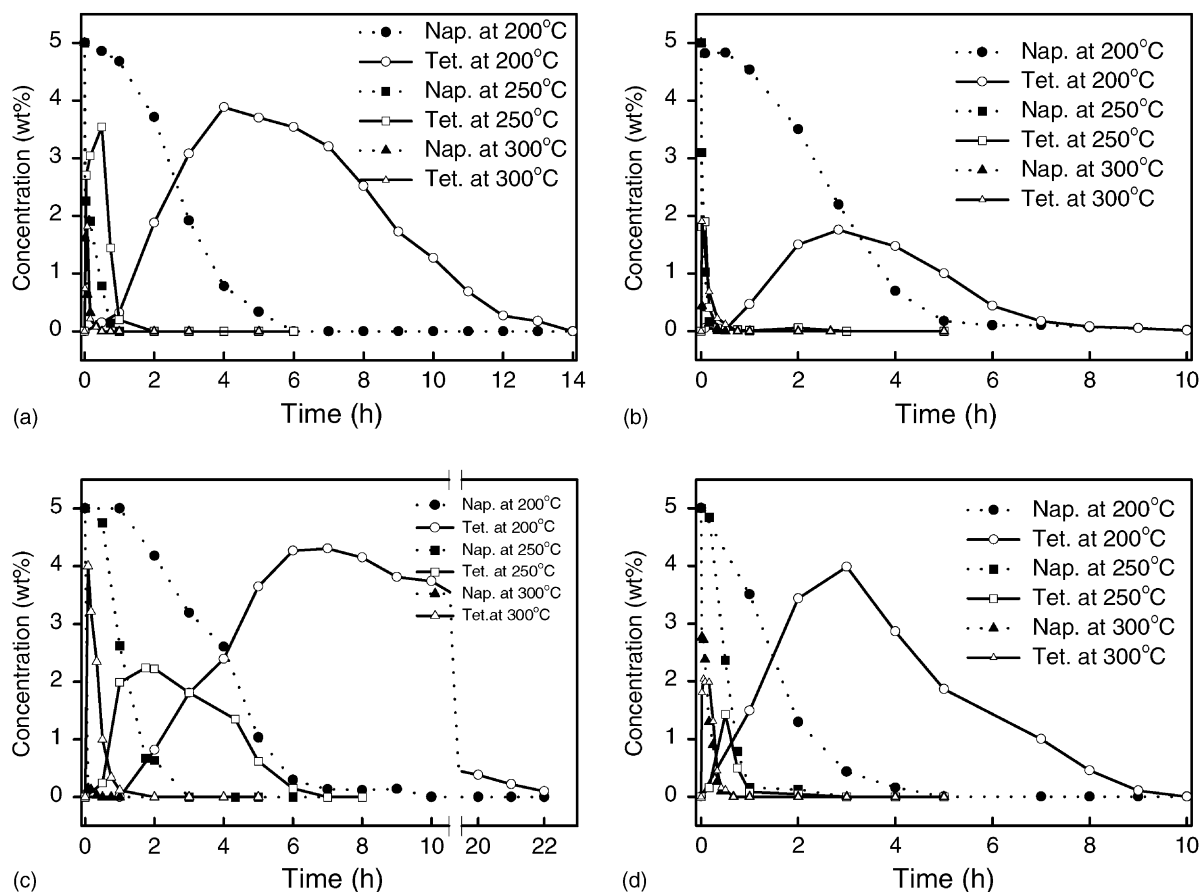 Concentration (wt%)
5
4
3
2
1
0
0 2 4 6 8 10 12 14
Time (h)
(a)
Nap. at 200°C
Tet. at 200°C
Nap. at 250°C
Tet. at 250°C
Nap. at 300°C
Tet. at 300°C
Concentration (wt%)
5
4
3
2
1
0
0 2 4 6 8 10
Time (h)
(b)
Nap. at 200°C
Tet. at 200°C
Nap. at 250°C
Tet. at 250°C
Nap. at 300°C
Tet. at 300°C
Concentration (wt%)
5
4
3
2
1
0
0 2 4 6 8 10 20 22
Time (h)
(c)
Nap. at 200°C
Tet. at 200°C
Nap. at 250°C
Tet. at 250°C
Nap. at 300°C
Tet.at 300°C
Concentration (wt%)
5
4
3
2
1
0
0 2 4 6 8 10
Time (h)
(d)
Nap. at 200°C
Tet. at 200°C
Nap. at 250°C
Tet. at 250°C
Nap. at 300°C
Tet. at 300°C